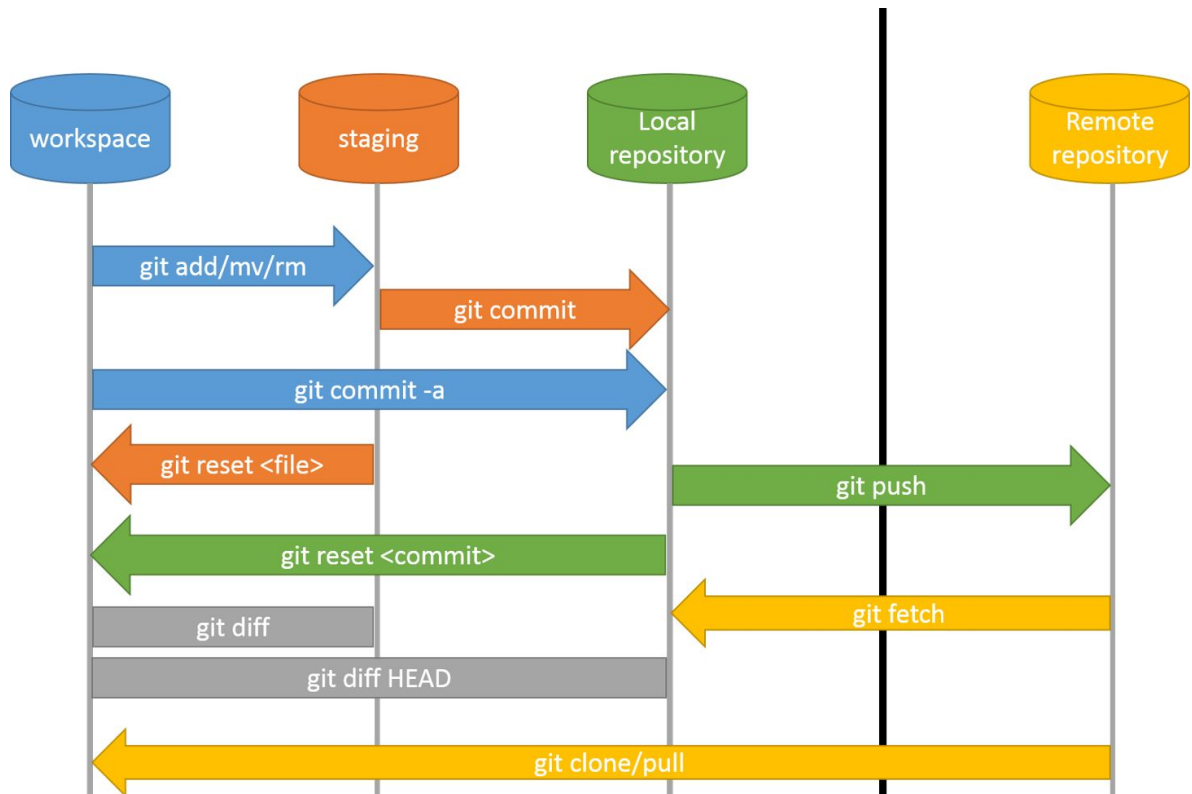 workspace
staging
Local
repository
Remote
repository
git add/mv/rm
git commit
git commit -a
git reset <file>
git push
git reset <commit>
git fetch
git diff
git diff HEAD
git clone/pull